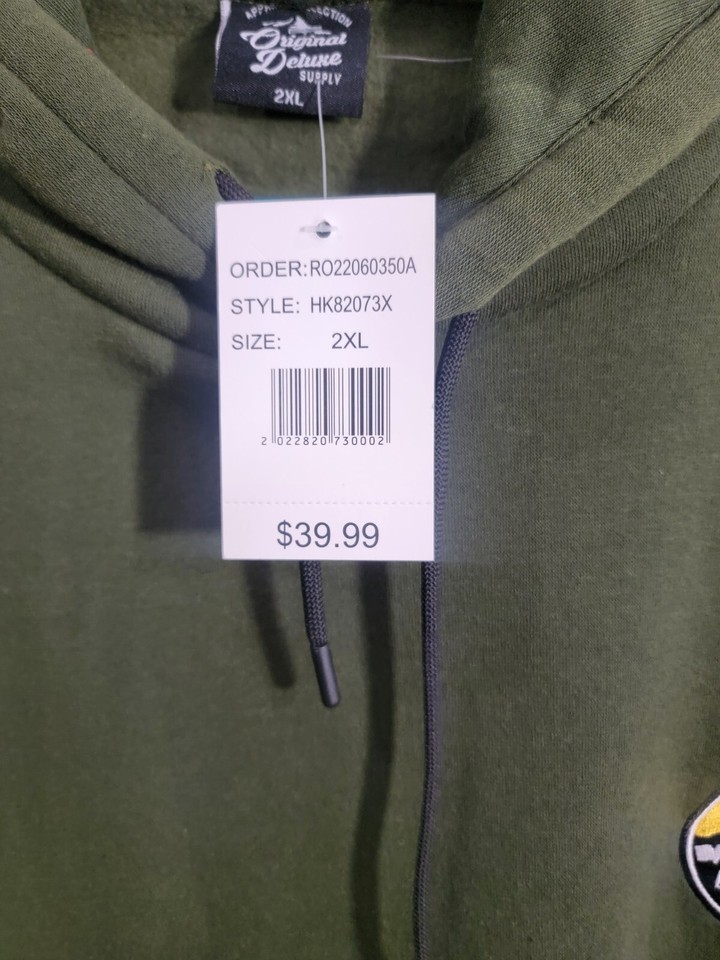 Original
Deluxe
SUPPLY
2XL
ORDER:RO22060350A
STYLE: HK82073X
SIZE: 2XL
2 022820 730002
$39.99